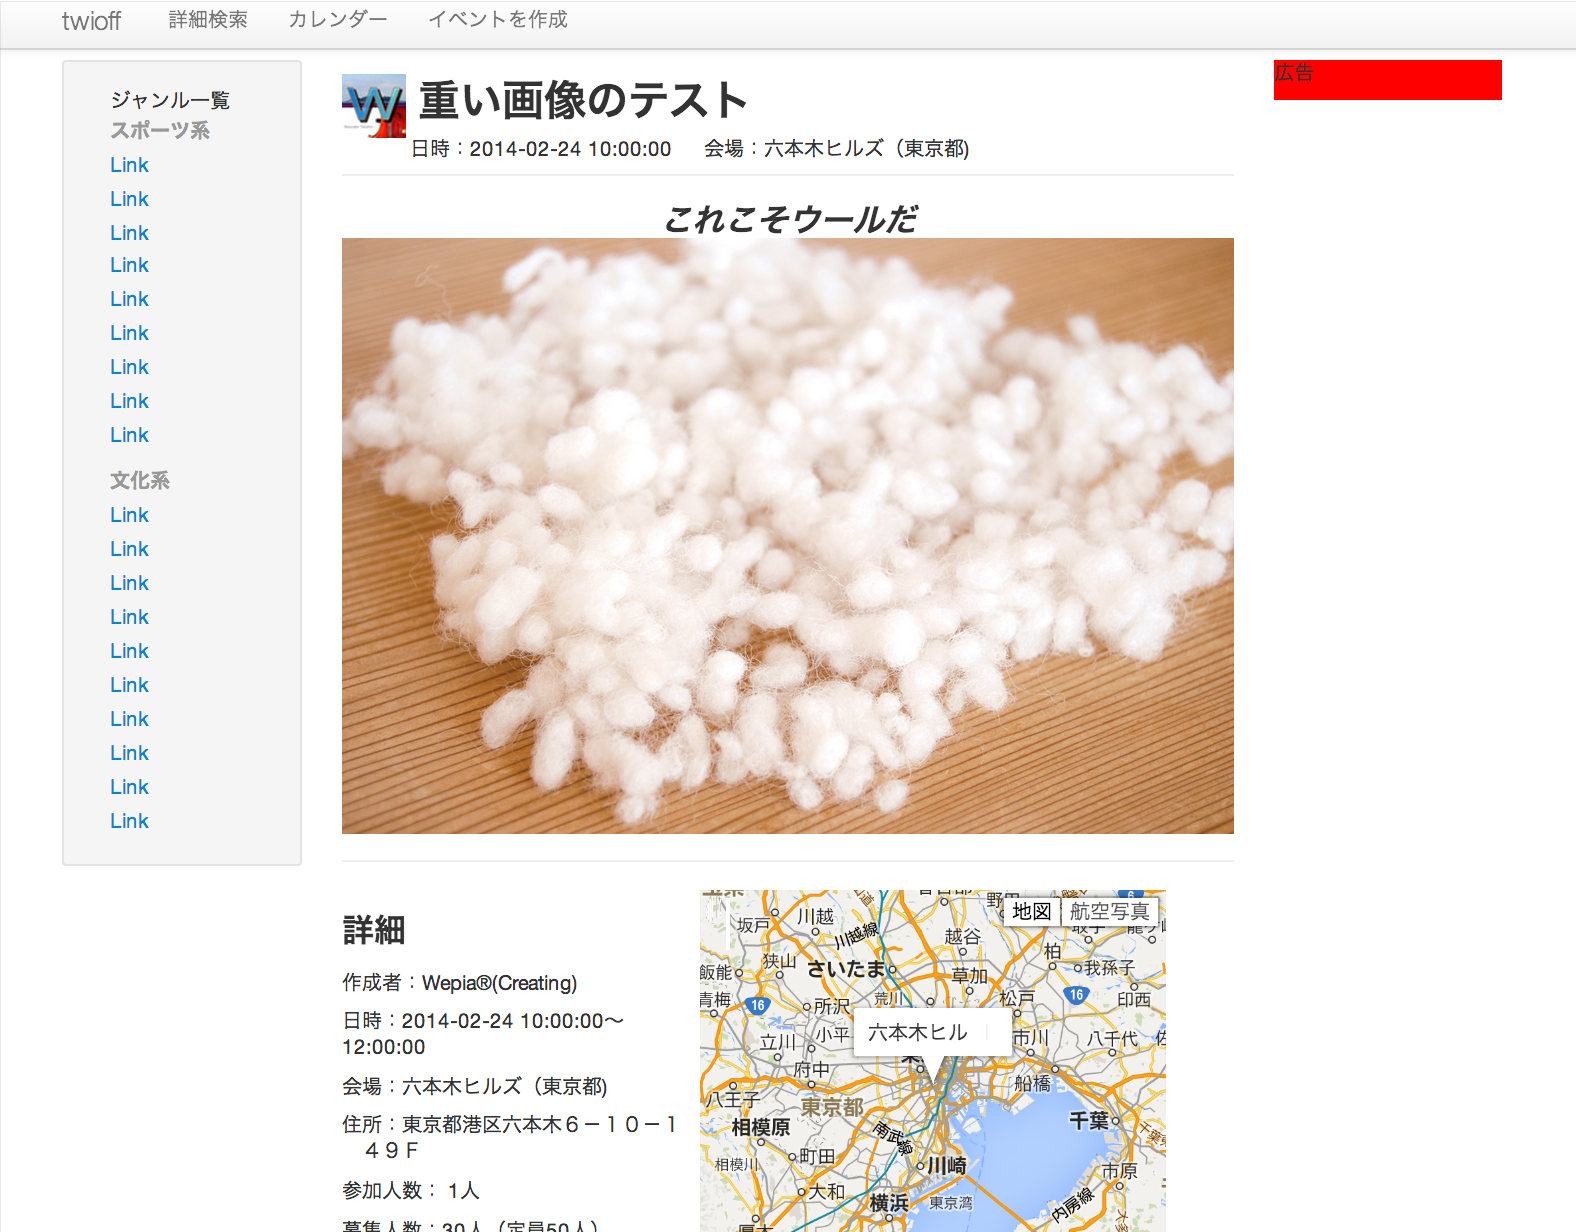 twioff 詳細検索 カレンダー イベントを作成
ジャンル一覧
スポーツ系
Link
Link
Link
Link
Link
Link
Link
Link
Link
文化系
Link
Link
Link
Link
Link
Link
Link
Link
Link
Link
重い画像のテスト
日時：2014-02-24 10:00:00 会場：六本木ヒルズ（東京都)
これこそウールだ
広告
詳細
作成者：Wepia®(Creating)
日時：2014-02-24 10:00:00～
12:00:00
会場：六本木ヒルズ（東京都)
住所：東京都港区六本木６－１０－１
４９Ｆ
参加人数： 1人
募集人数：30人（定員50人）
地図 航空写真
川越
坂戸
川越線
越谷
柏
狭山
さいたま
飯能
草加
我孫子
青梅
16
所沢
荒川
松戸
16
印西
六本木ヒル
立川
小平
市川
八千代
府中
船橋
八王子
東京都
相模原
南武線
千葉
相模川
町田
川崎
市原
大和
横浜
東京湾
内房線